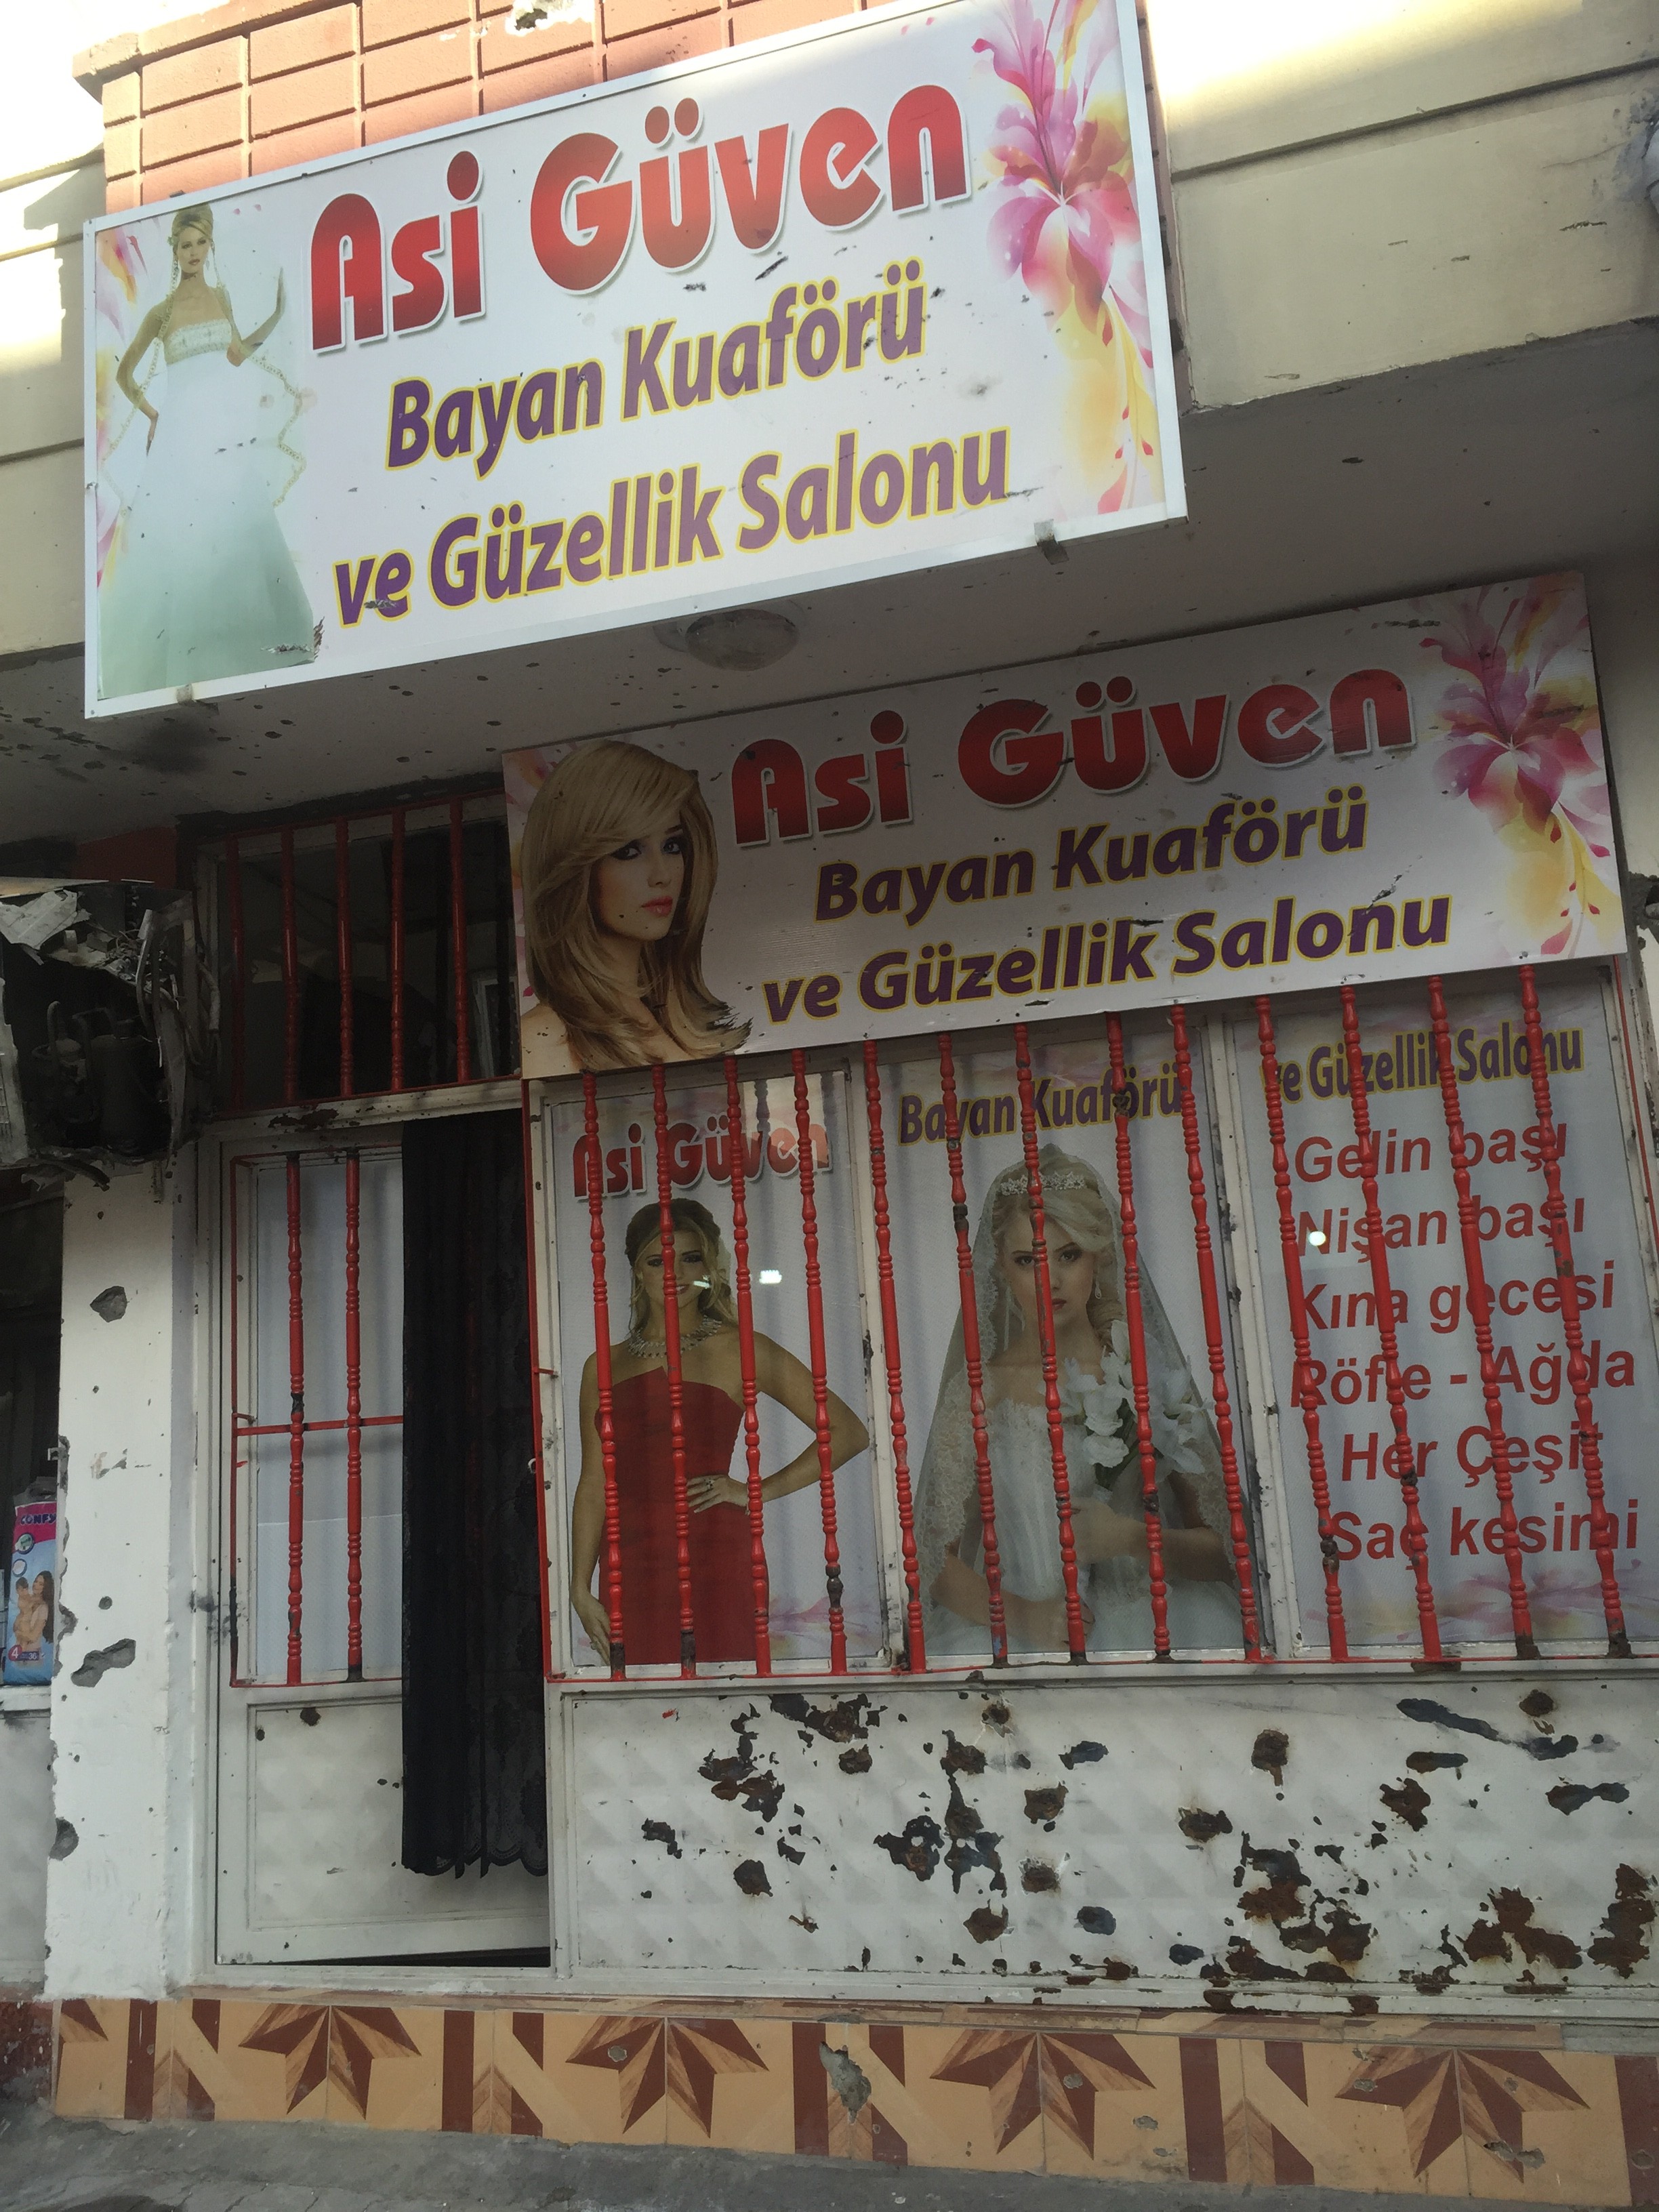 Asi Güven
Bayan Kuaförü
ve Güzellik Salonu
Asi Güven
Bayan Kuaförü
ve Güzellik Salonu
Asi Güven
Bayan Kuaförü
ve Güzellik Salonu
Gelin başı
Nişan başı
Kına gecesi
Röfle - Ağda
Her Çeşit
Saç kesimi
4